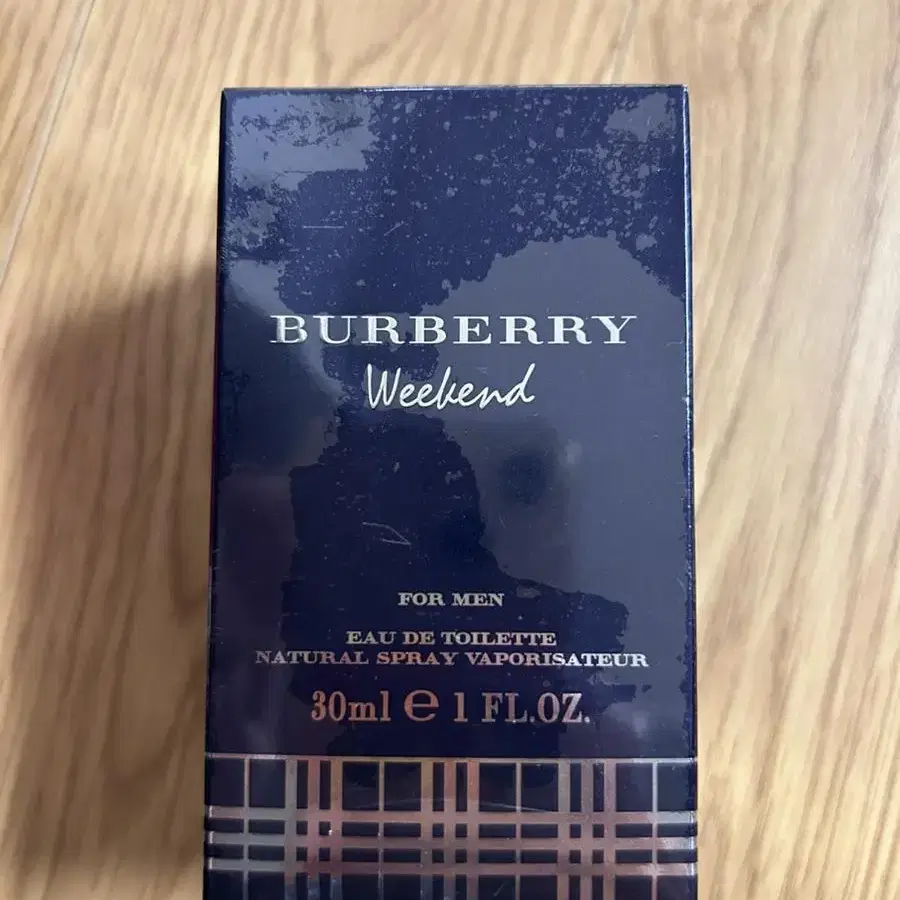 BURBERRY
Weekend
FOR MEN
EAU DE TOILETTE
NATURAL SPRAY VAPORISATEUR
30ml e 1 FL.OZ.